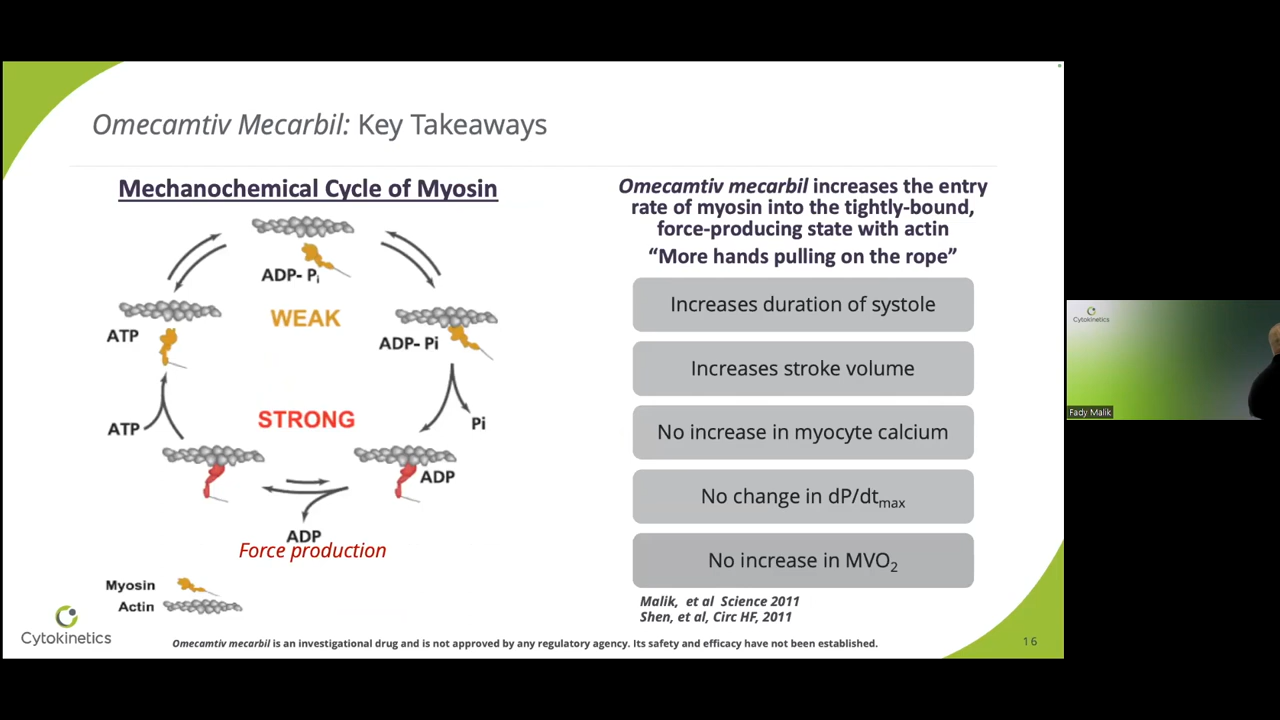 Omecamtiv Mecarbil: Key Takeaways
Mechanochemical Cycle of Myosin
ADP- Pi
WEAK
ATP
ADP- Pi
STRONG
ATP
Pi
ADP
ADP
Force production
Myosin
Actin
Omecamtiv mecarbil increases the entry
rate of myosin into the tightly-bound,
force-producing state with actin
“More hands pulling on the rope”
Increases duration of systole
Increases stroke volume
No increase in myocyte calcium
No change in dP/dtmax
No increase in MVO2
Malik, et al Science 2011
Shen, et al, Circ HF, 2011
Cytokinetics
Omecamtiv mecarbil is an investigational drug and is not approved by any regulatory agency. Its safety and efficacy have not been established.
16
Cytokinetics
Fady Malik